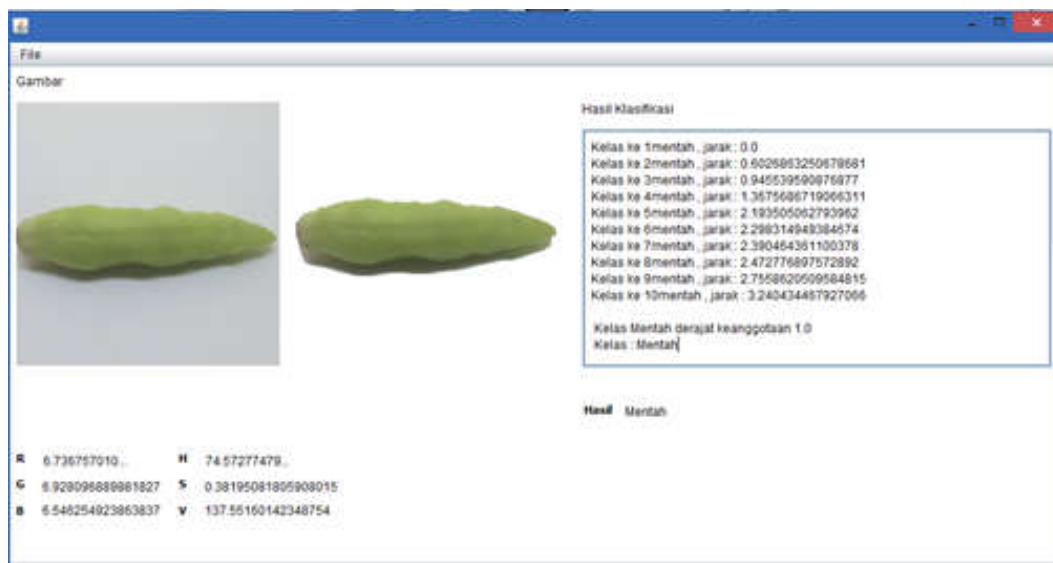 File
Gambar
Hasil Klasifikasi
Kelas ke 1mentah , jarak : 0.0
Kelas ke 2mentah , jarak : 0.6026863250678681
Kelas ke 3mentah , jarak : 0.945539590876877
Kelas ke 4mentah , jarak : 1.3575686719066311
Kelas ke 5mentah , jarak : 2.193505062793962
Kelas ke 6mentah , jarak : 2.298314949384674
Kelas ke 7mentah , jarak : 2.390464361100378
Kelas ke 8mentah , jarak : 2.472776897572892
Kelas ke 9mentah , jarak : 2.7558620509584815
Kelas ke 10mentah , jarak : 3.240434467927066
Kelas Mentah derajat keanggotaan 1.0
Kelas : Mentah
Hasil Mentah
R 6.736757010... H 74.57277479...
G 6.928096889881827 S 0.38195081805908015
B 6.546254923863837 V 137.55160142348754